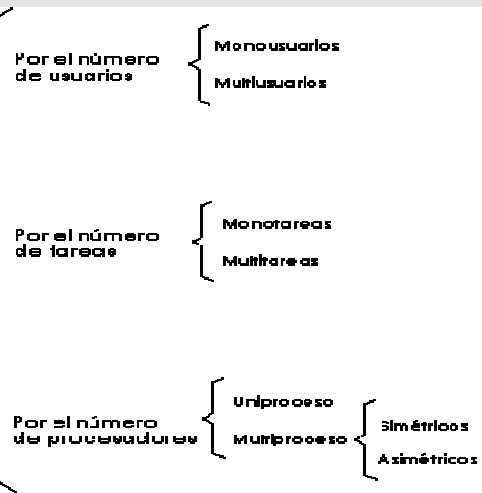 Por el número
de usuarios
Monousuarios
Multiusuarios
Por el número
de tareas
Monotareas
Multitareas
Por el número
de procesadores
Uniproceso
Multiproceso
Simétricos
Asimétricos